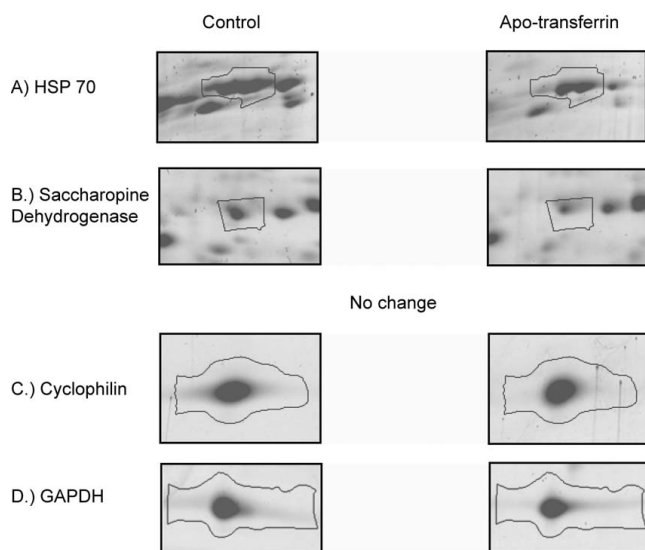 Control Apo-transferrin
A) HSP 70
B.) Saccharopine
Dehydrogenase
No change
C.) Cyclophilin
D.) GAPDH